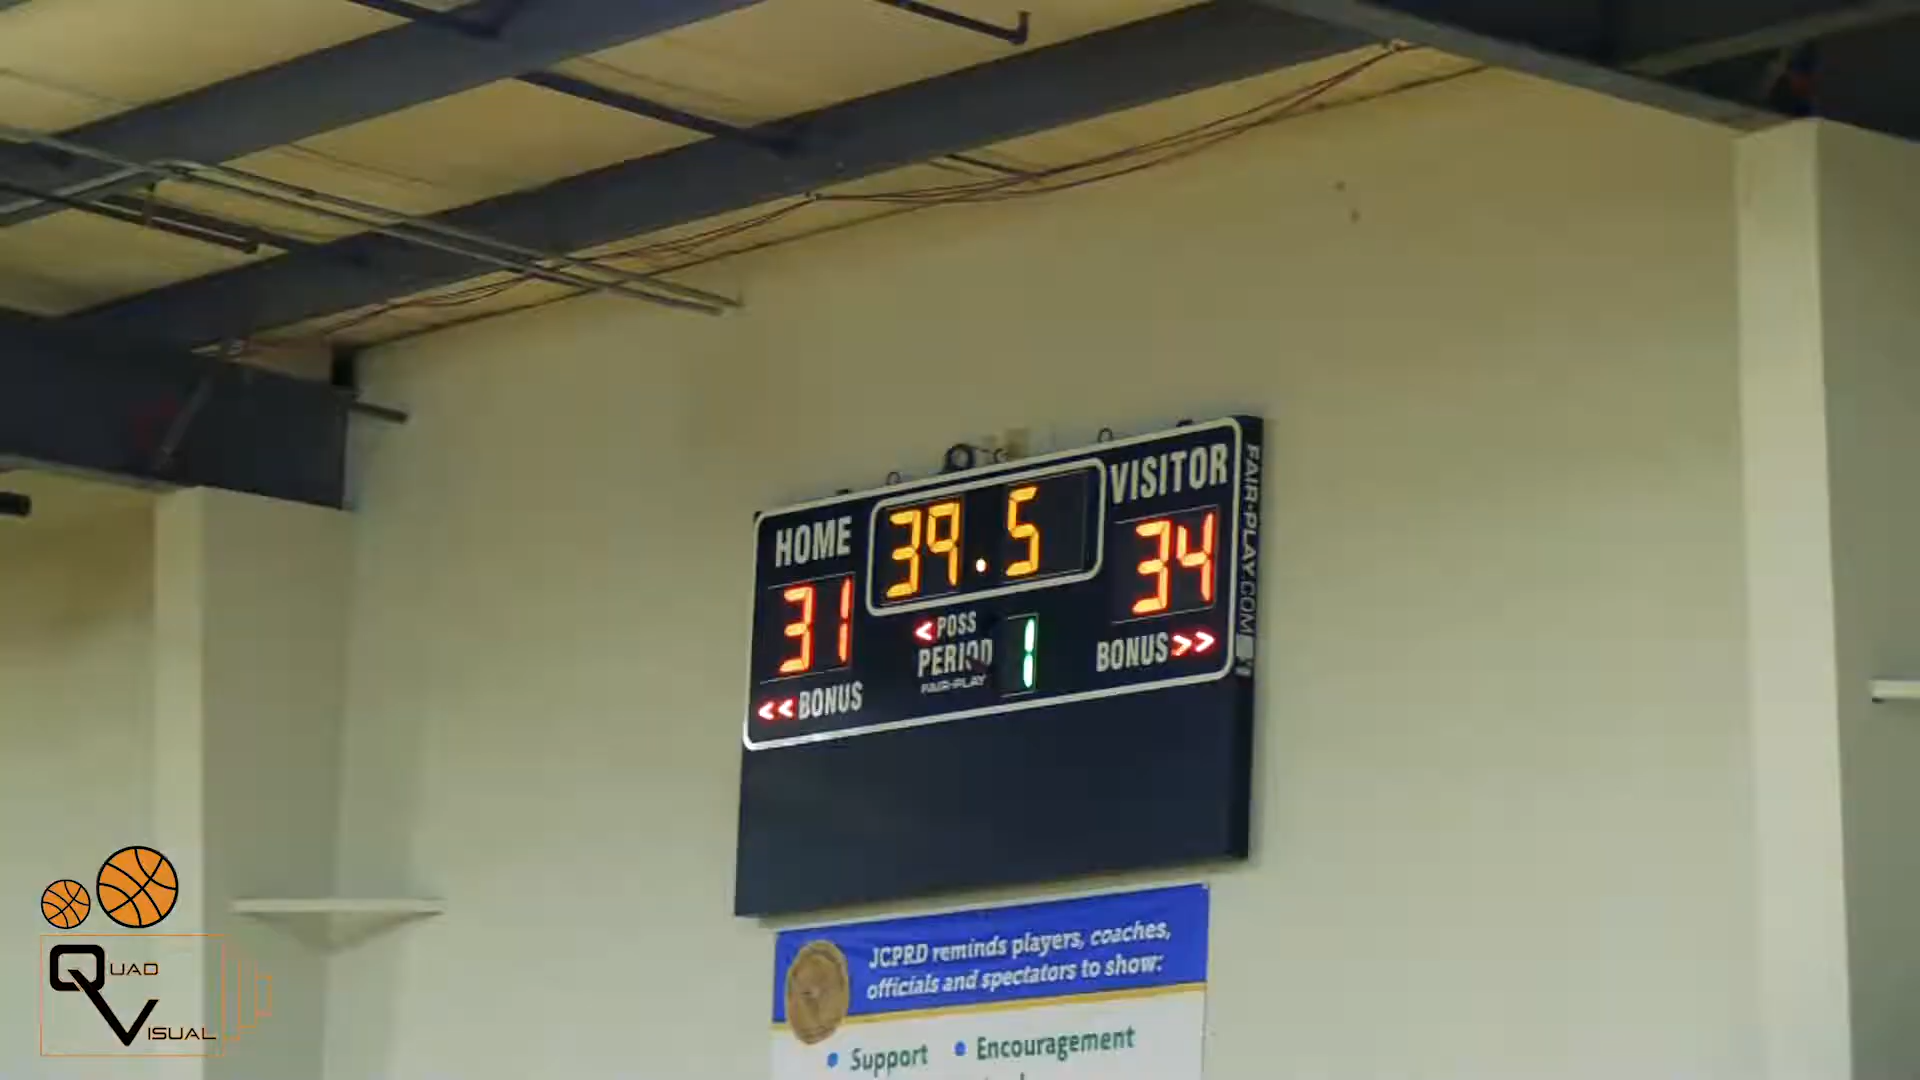 HOME
39.5
VISITOR
31
34
<POSS
PERIOD 1
FAIR-PLAY
<<BONUS
BONUS>>
FAIR-PLAY.COM
JCPRD reminds players, coaches,
officials and spectators to show:
• Support • Encouragement
QUAD
VISUAL